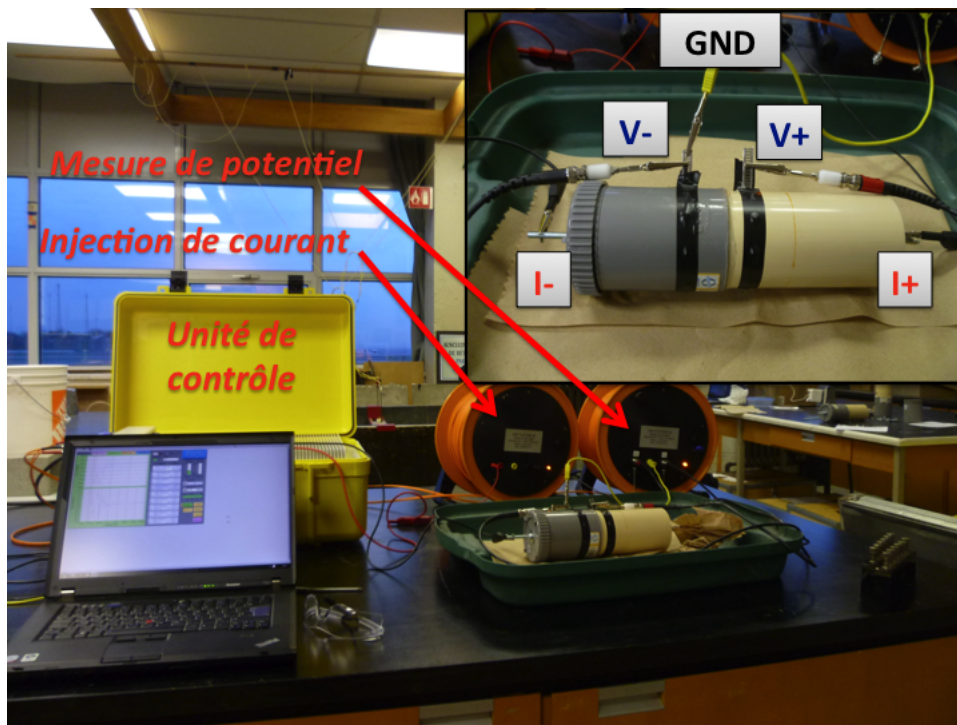 GND
V-
V+
I-
I+
Mesure de potentiel
Injection de courant
Unité de
contrôle